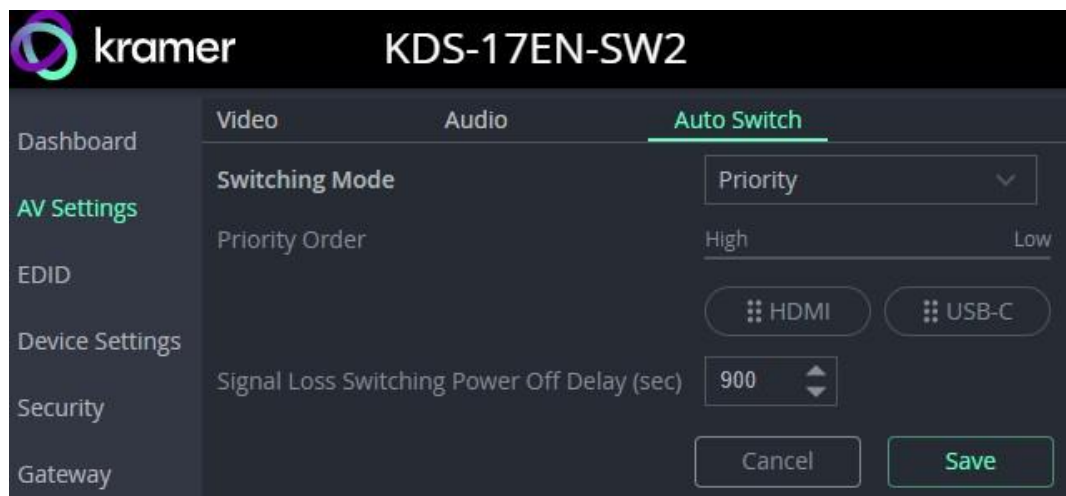 kramer KDS-17EN-SW2
Dashboard
AV Settings
EDID
Device Settings
Security
Gateway
Video Audio Auto Switch
Switching Mode Priority
Priority Order High Low
HDMI USB-C
Signal Loss Switching Power Off Delay (sec) 900
Cancel Save